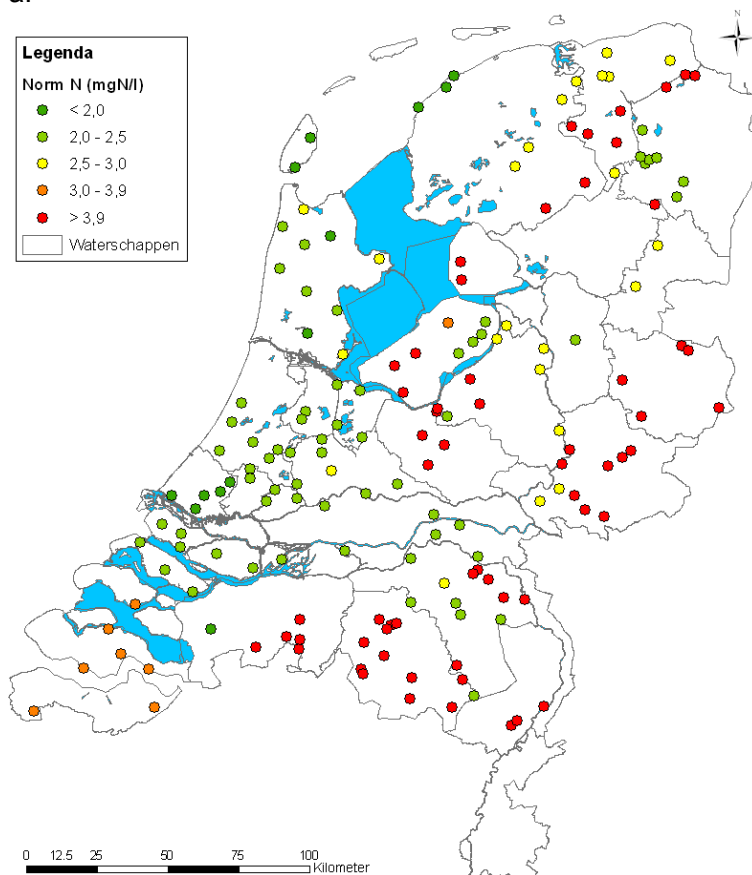 a.
N
Legenda
Norm N (mgN/l)
< 2,0
2,0 - 2,5
2,5 - 3,0
3,0 - 3,9
> 3,9
Waterschappen
0 12.5 25 50 75 100
Kilometer